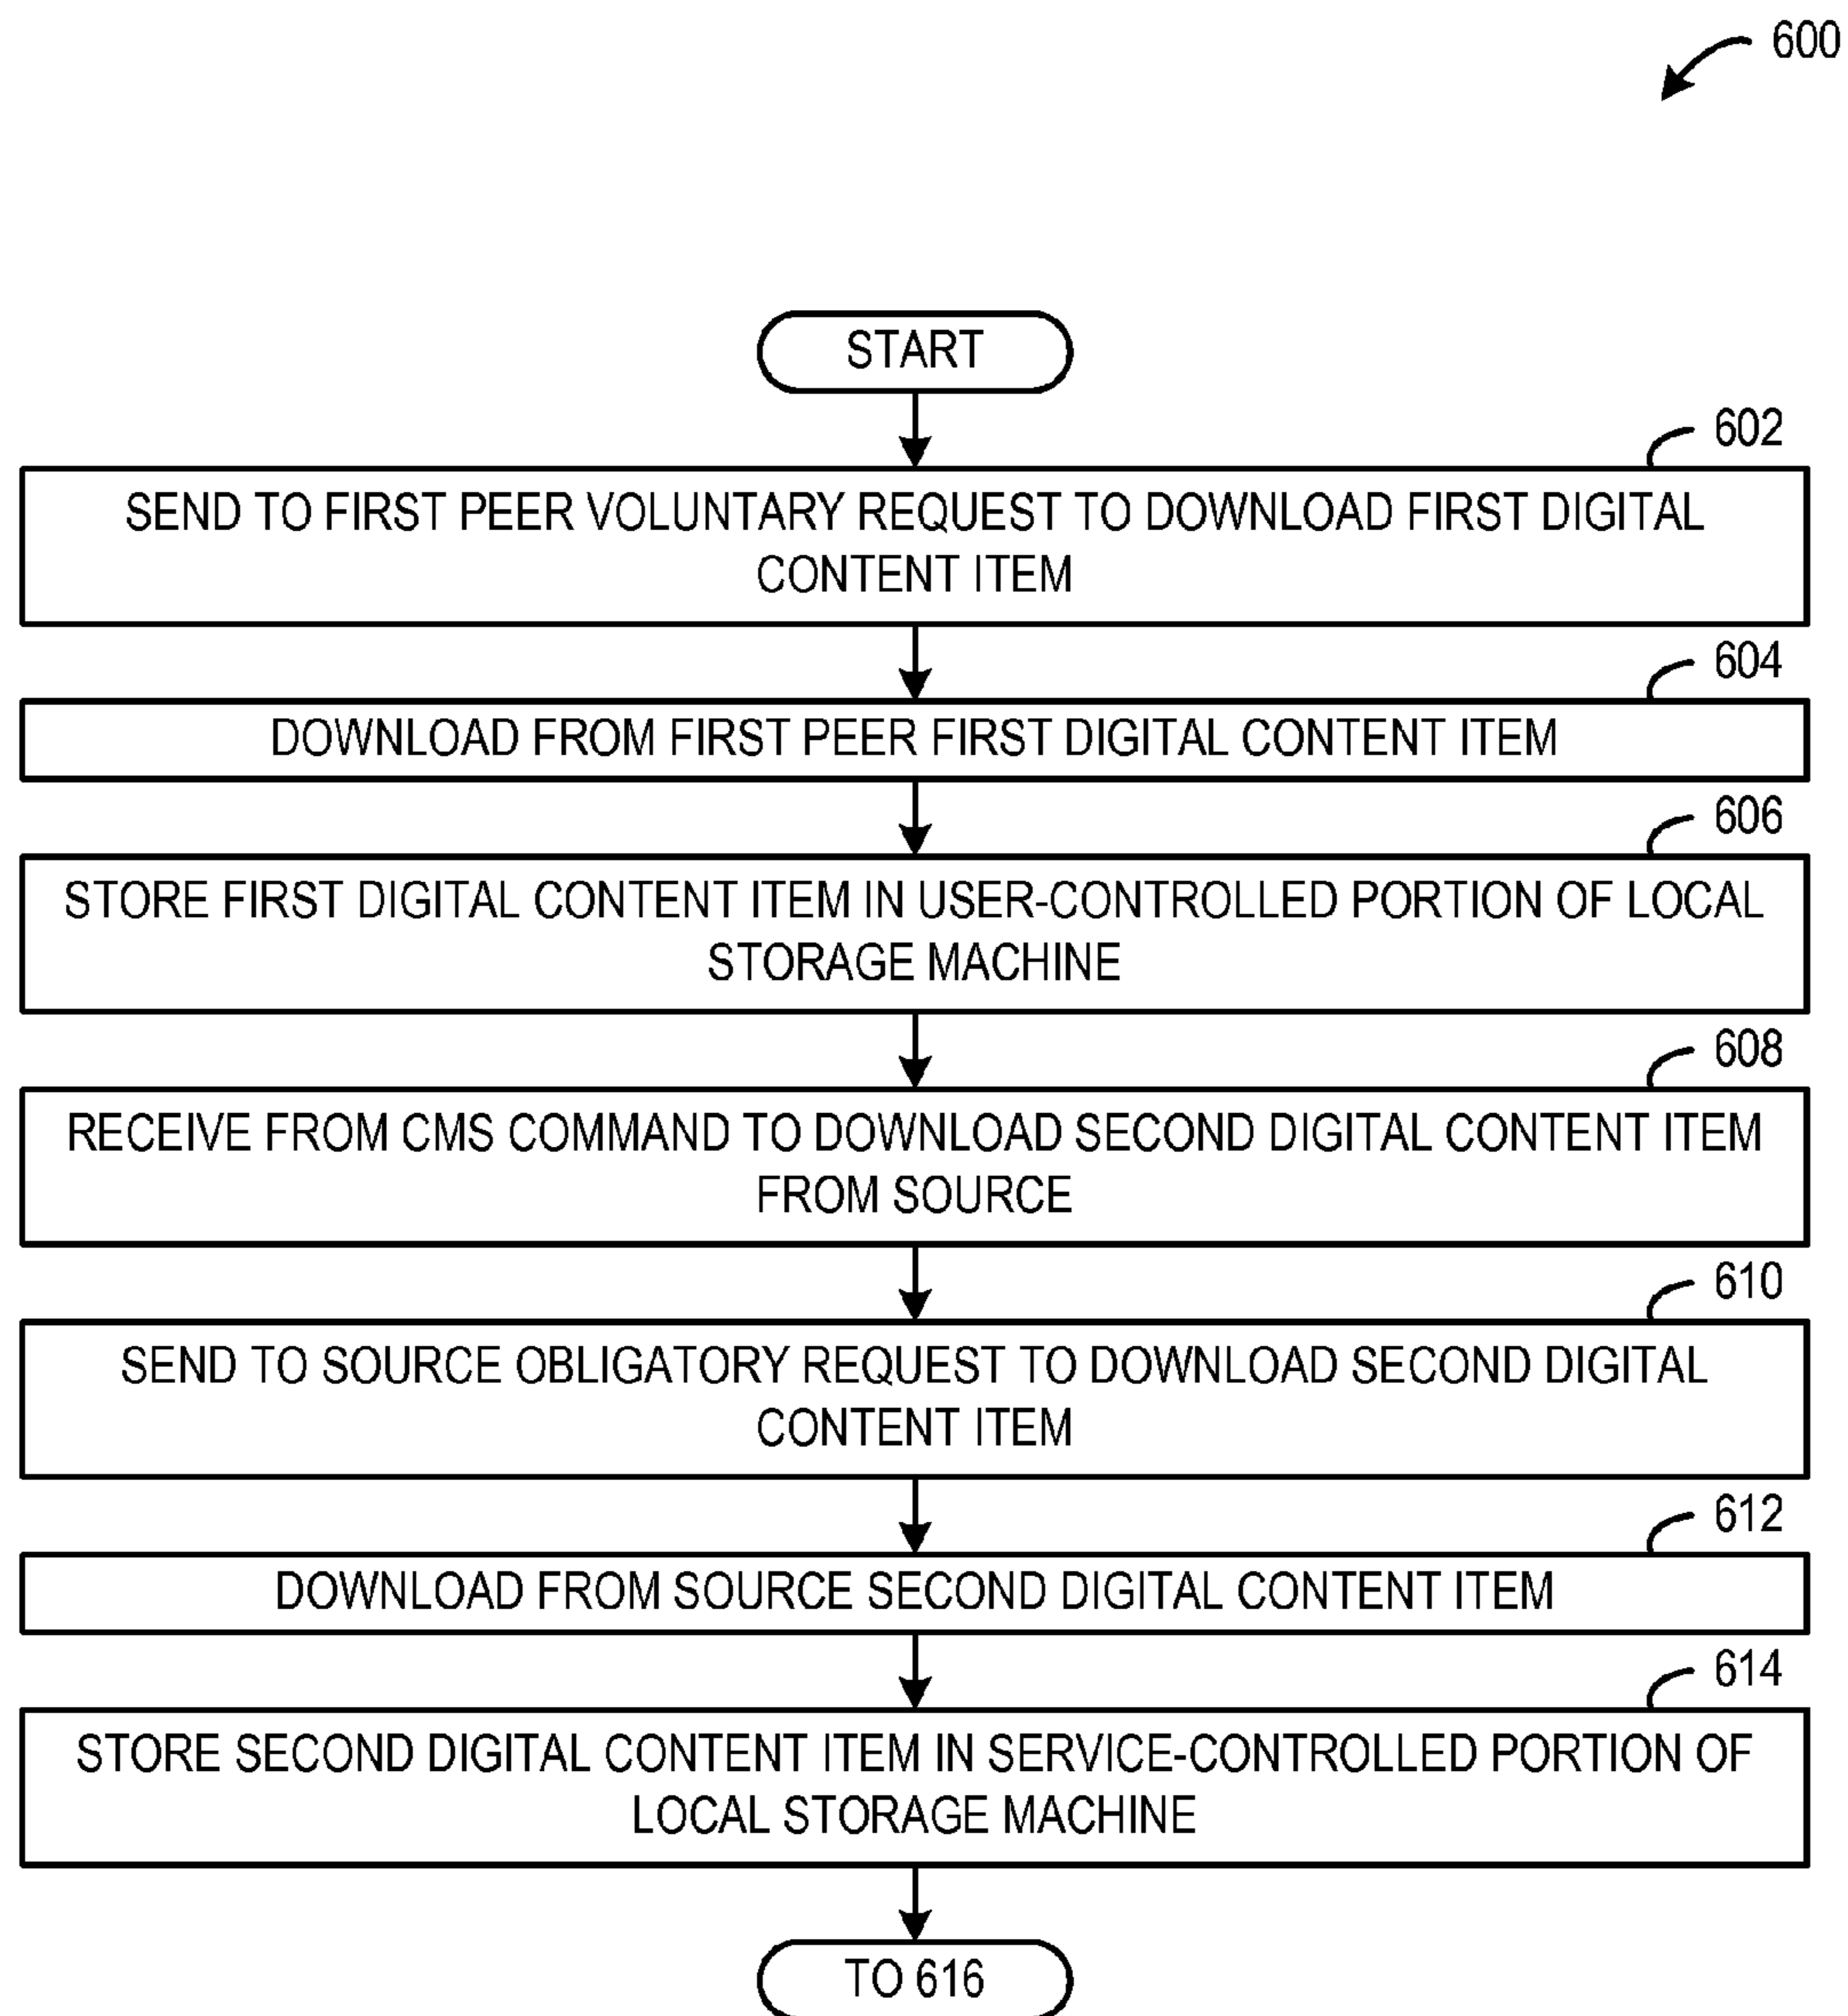 600
START
602
SEND TO FIRST PEER VOLUNTARY REQUEST TO DOWNLOAD FIRST DIGITAL
CONTENT ITEM
604
DOWNLOAD FROM FIRST PEER FIRST DIGITAL CONTENT ITEM
606
STORE FIRST DIGITAL CONTENT ITEM IN USER-CONTROLLED PORTION OF LOCAL
STORAGE MACHINE
608
RECEIVE FROM CMS COMMAND TO DOWNLOAD SECOND DIGITAL CONTENT ITEM
FROM SOURCE
610
SEND TO SOURCE OBLIGATORY REQUEST TO DOWNLOAD SECOND DIGITAL
CONTENT ITEM
612
DOWNLOAD FROM SOURCE SECOND DIGITAL CONTENT ITEM
614
STORE SECOND DIGITAL CONTENT ITEM IN SERVICE-CONTROLLED PORTION OF
LOCAL STORAGE MACHINE
TO 616